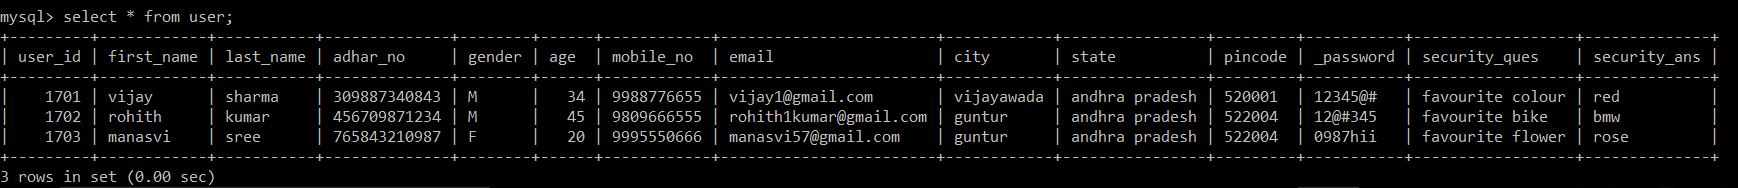 mysql> select * from user;
+---------+------------+-----------+--------------+--------+------+------------+------------------------+------------+----------------+---------+-----------+------------------+--------------+
| user_id | first_name | last_name | adhar_no     | gender | age  | mobile_no  | email                  | city       | state          | pincode | _password | security_ques    | security_ans |
+---------+------------+-----------+--------------+--------+------+------------+------------------------+------------+----------------+---------+-----------+------------------+--------------+
|    1701 | vijay      | sharma    | 309887340843 | M      |   34 | 9988776655 | vijay1@gmail.com       | vijayawada | andhra pradesh | 520001  | 12345@#   | favourite colour | red          |
|    1702 | rohith     | kumar     | 456709871234 | M      |   45 | 9809666555 | rohith1kumar@gmail.com | guntur     | andhra pradesh | 522004  | 12@#345   | favourite bike   | bmw          |
|    1703 | manasvi    | sree      | 765843210987 | F      |   20 | 9995550666 | manasvi57@gmail.com    | guntur     | andhra pradesh | 522004  | 0987hii   | favourite flower | rose         |
+---------+------------+-----------+--------------+--------+------+------------+------------------------+------------+----------------+---------+-----------+------------------+--------------+
3 rows in set (0.00 sec)